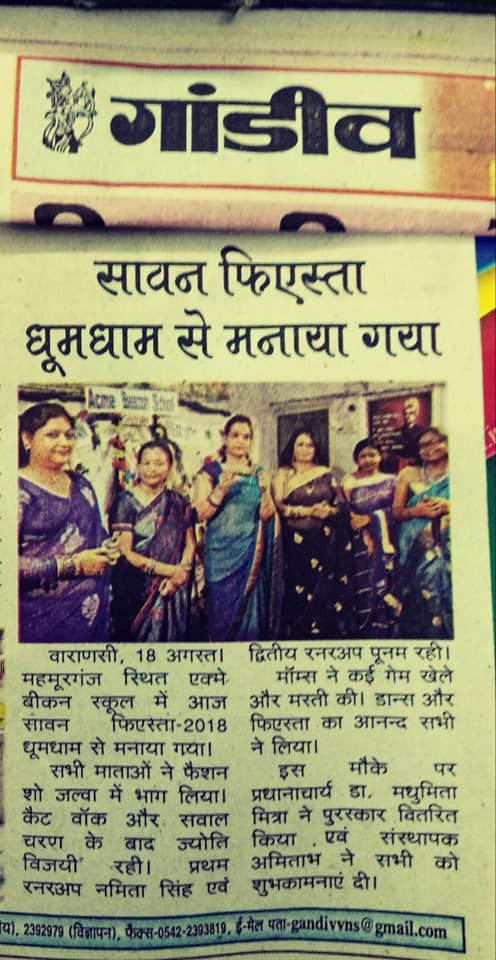 गांडीव
सावन फिएस्ता
धूमधाम से मनाया गया
Acme Beacon School
वाराणसी, 18 अगस्त।
महमूरगंज स्थित एक्मे
बीकन स्कूल में आज
सावन फिएस्ता-2018
धूमधाम से मनाया गया।
सभी माताओं ने फैशन
शो जल्वा में भाग लिया।
कैट वॉक और सवाल
चरण के बाद ज्योति
विजयी रही। प्रथम
रनरअप नमिता सिंह एवं
द्वितीय रनरअप पूनम रही।
मॉम्स ने कई गेम खेले
और मस्ती की। डान्स और
फिएस्ता का आनन्द सभी
ने लिया।
इस मौके पर
प्रधानाचार्य डा. मधुमिता
मित्रा ने पुरस्कार वितरित
किया एवं संस्थापक
अमिताभ ने सभी को
शुभकामनाएं दी।
2392979 (विज्ञापन), फैक्स-0542-2393819, ई-मेल पता-gandivvns@gmail.com